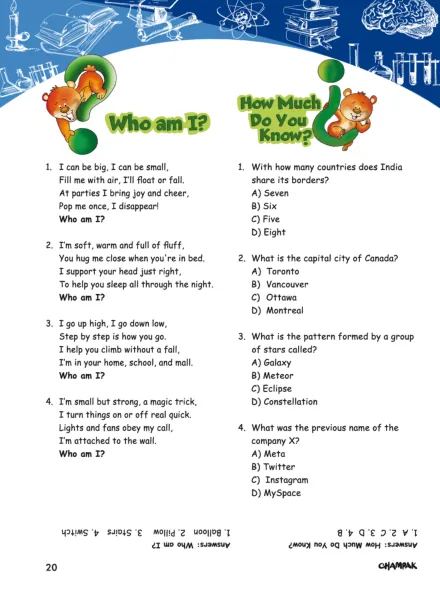 Who am I?
1. I can be big, I can be small,
Fill me with air, I'll float or fall.
At parties I bring joy and cheer,
Pop me once, I disappear!
Who am I?
2. I'm soft, warm and full of fluff,
You hug me close when you're in bed.
I support your head just right,
To help you sleep all through the night.
Who am I?
3. I go up high, I go down low,
Step by step is how you go.
I help you climb without a fall,
I'm in your home, school, and mall.
Who am I?
4. I'm small but strong, a magic trick,
I turn things on or off real quick.
Lights and fans obey my call,
I'm attached to the wall.
Who am I?
Answers: Who am I?
1. Balloon 2. Pillow 3. Stairs 4. Switch
How Much
Do You
Know?
1. With how many countries does India
share its borders?
A) Seven
B) Six
C) Five
D) Eight
2. What is the capital city of Canada?
A) Toronto
B) Vancouver
C) Ottawa
D) Montreal
3. What is the pattern formed by a group
of stars called?
A) Galaxy
B) Meteor
C) Eclipse
D) Constellation
4. What was the previous name of the
company X?
A) Meta
B) Twitter
C) Instagram
D) MySpace
Answers: How Much Do You Know?
1. A 2. C 3. D 4. B
20
CHAMPAK